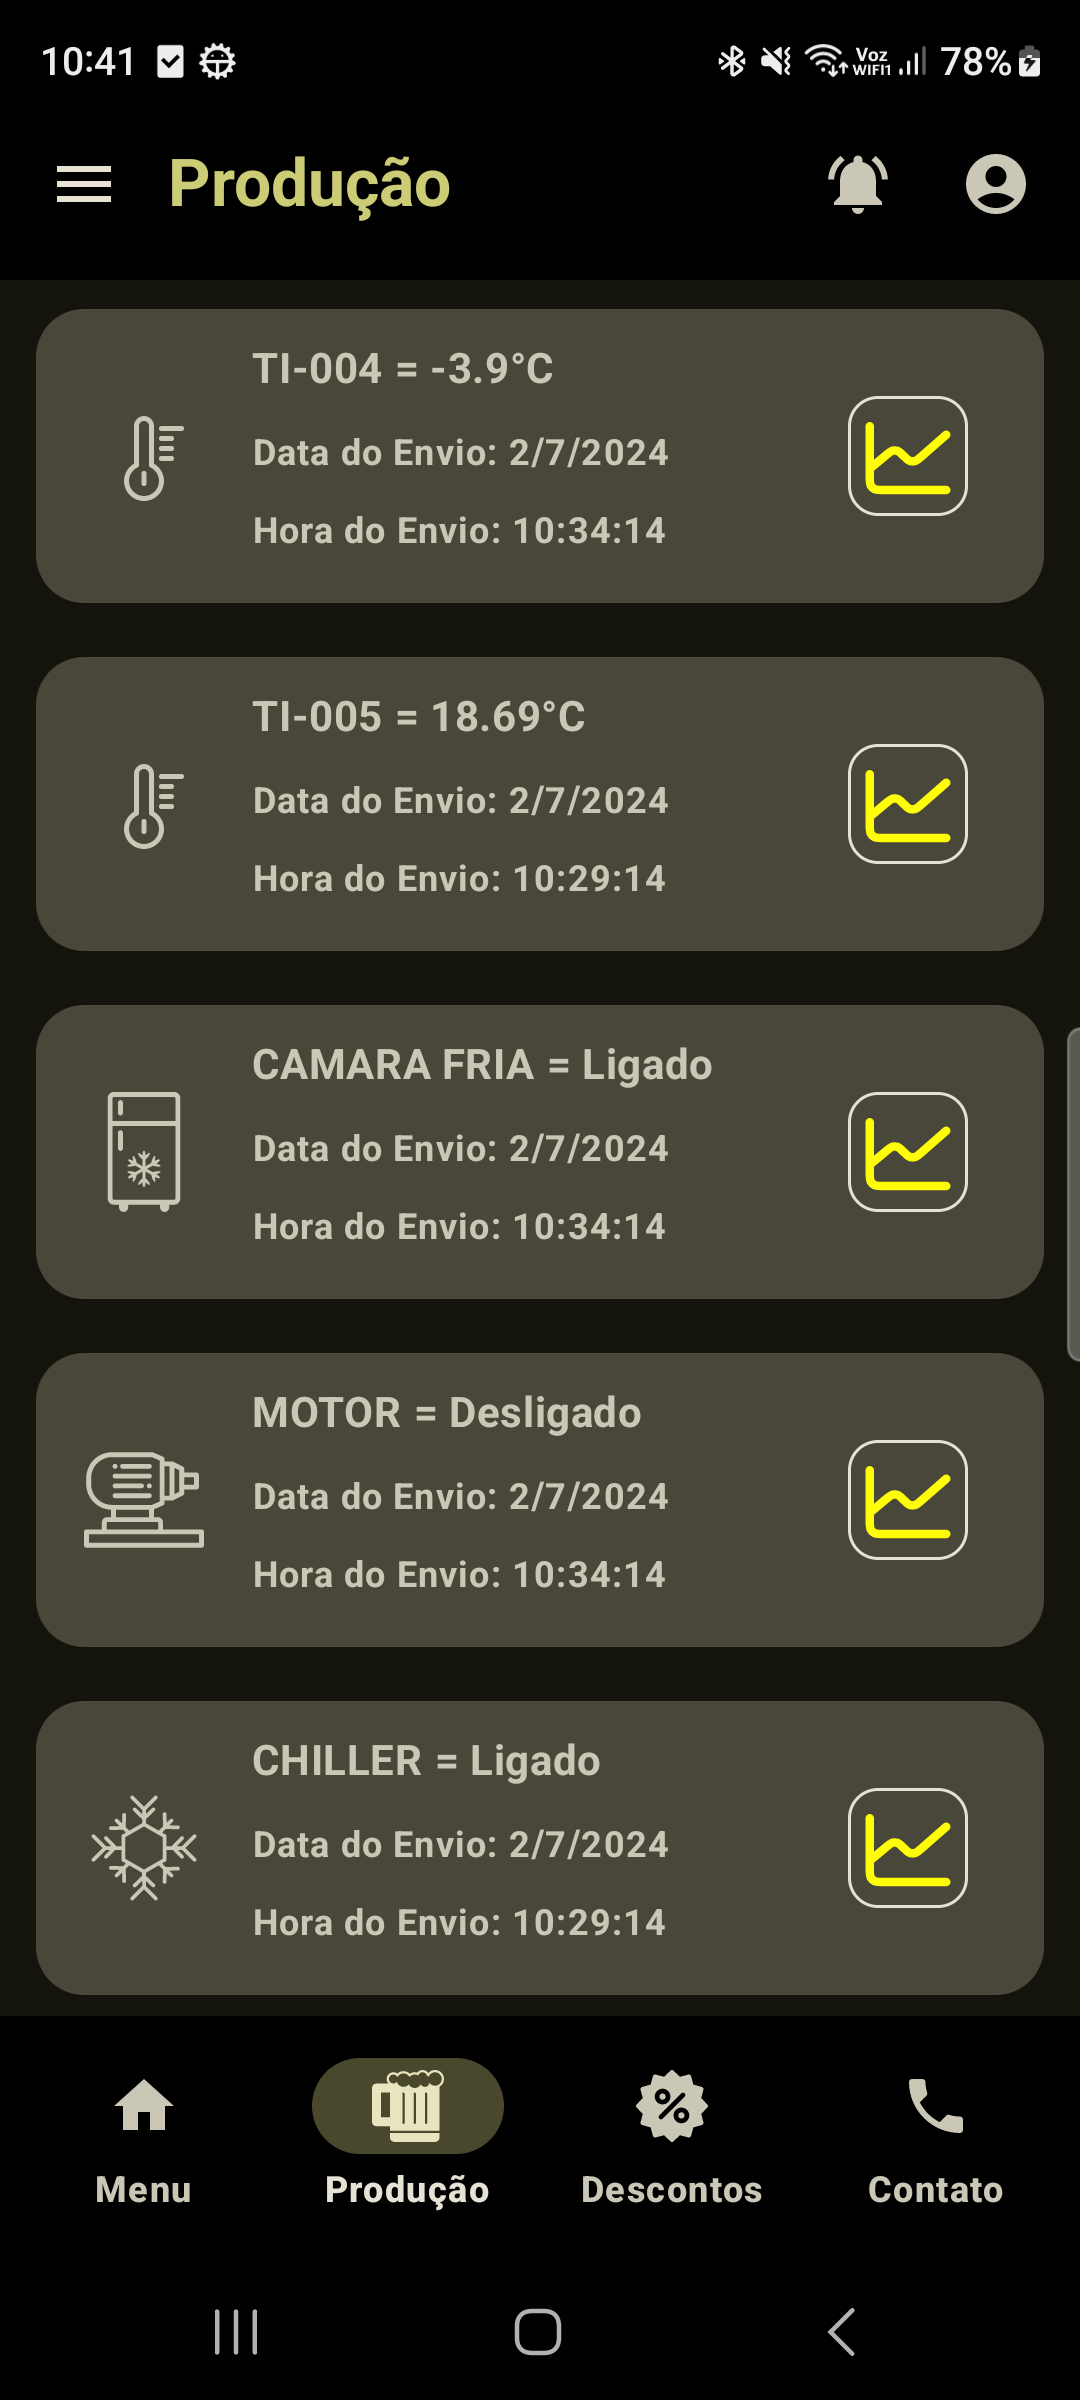 10:41
Voz
WIFI1
78%
Produção
TI-004 = -3.9°C
Data do Envio: 2/7/2024
Hora do Envio: 10:34:14
TI-005 = 18.69°C
Data do Envio: 2/7/2024
Hora do Envio: 10:29:14
CAMARA FRIA = Ligado
Data do Envio: 2/7/2024
Hora do Envio: 10:34:14
MOTOR = Desligado
Data do Envio: 2/7/2024
Hora do Envio: 10:34:14
CHILLER = Ligado
Data do Envio: 2/7/2024
Hora do Envio: 10:29:14
Menu
Produção
Descontos
Contato